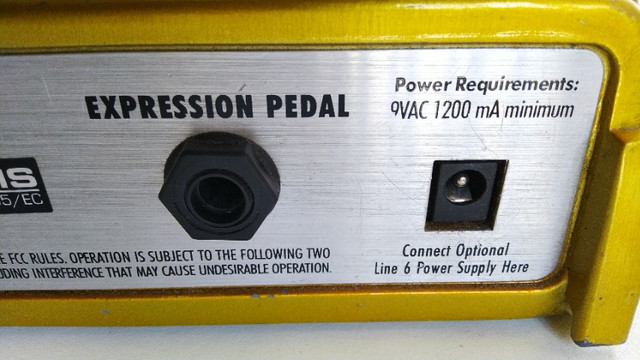 EXPRESSION PEDAL
Power Requirements:
9VAC 1200 mA minimum
/EC
FCC RULES. OPERATION IS SUBJECT TO THE FOLLOWING TWO
INTERFERENCE THAT MAY CAUSE UNDESIRABLE OPERATION.
Connect Optional
Line 6 Power Supply Here